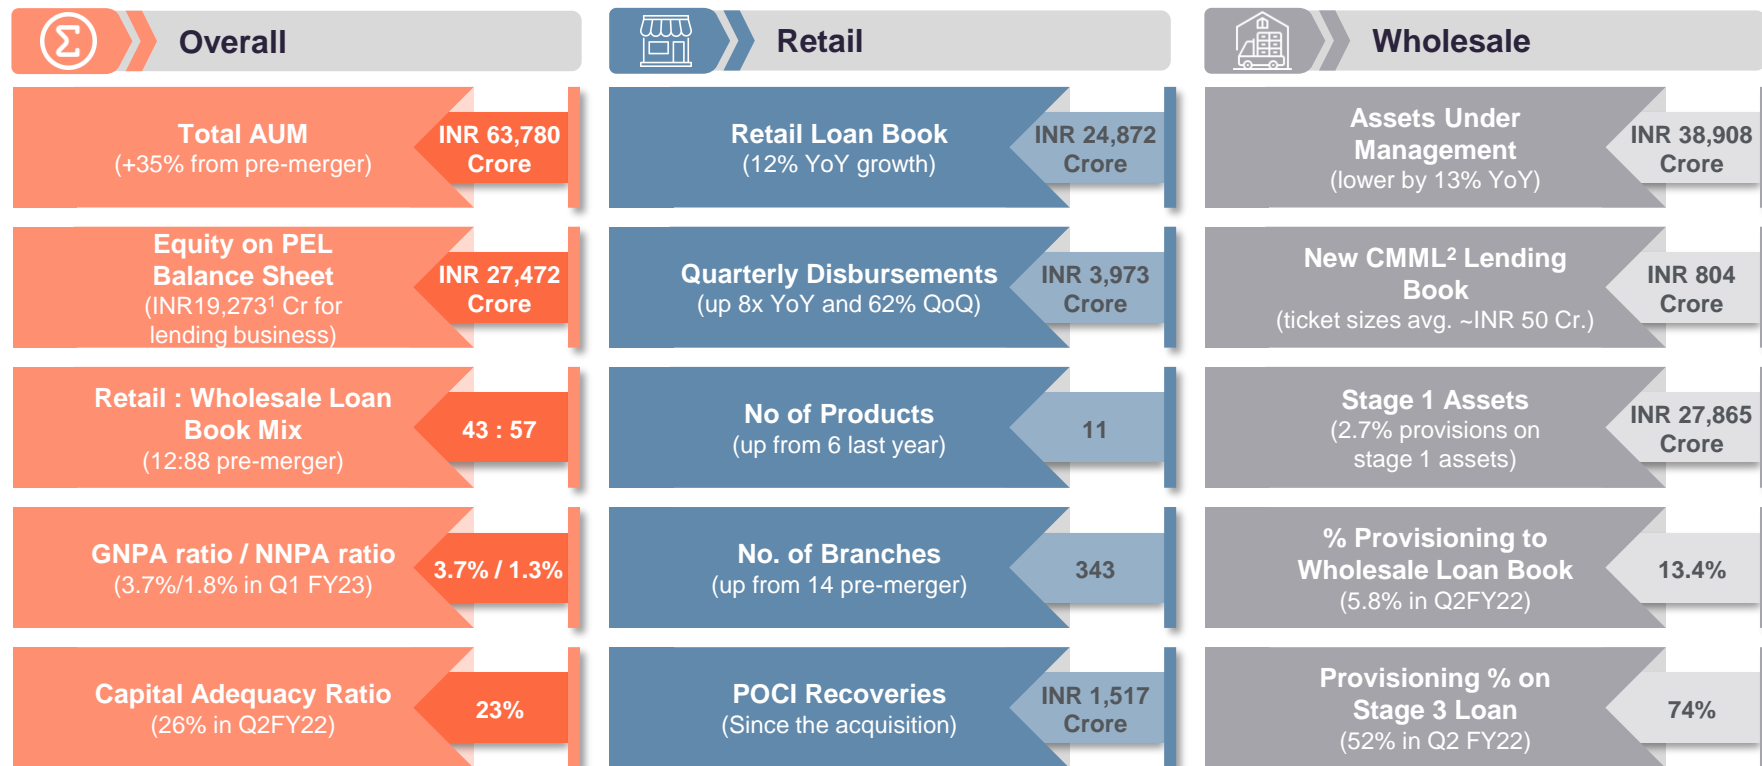 Overall
Total AUM
(+35% from pre-merger)
INR 63,780
Crore
Equity on PEL
Balance Sheet
(INR19,273¹ Cr for
lending business)
INR 27,472
Crore
Retail : Wholesale Loan
Book Mix
(12:88 pre-merger)
43 : 57
GNPA ratio / NNPA ratio
(3.7%/1.8% in Q1 FY23)
3.7% / 1.3%
Capital Adequacy Ratio
(26% in Q2FY22)
23%
Retail
Retail Loan Book
(12% YoY growth)
INR 24,872
Crore
Quarterly Disbursements
(up 8x YoY and 62% QoQ)
INR 3,973
Crore
No of Products
(up from 6 last year)
11
No. of Branches
(up from 14 pre-merger)
343
POCI Recoveries
(Since the acquisition)
INR 1,517
Crore
Wholesale
Assets Under
Management
(lower by 13% YoY)
INR 38,908
Crore
New CMML² Lending
Book
(ticket sizes avg. ~INR 50 Cr.)
INR 804
Crore
Stage 1 Assets
(2.7% provisions on
stage 1 assets)
INR 27,865
Crore
% Provisioning to
Wholesale Loan Book
(5.8% in Q2FY22)
13.4%
Provisioning % on
Stage 3 Loan
(52% in Q2 FY22)
74%